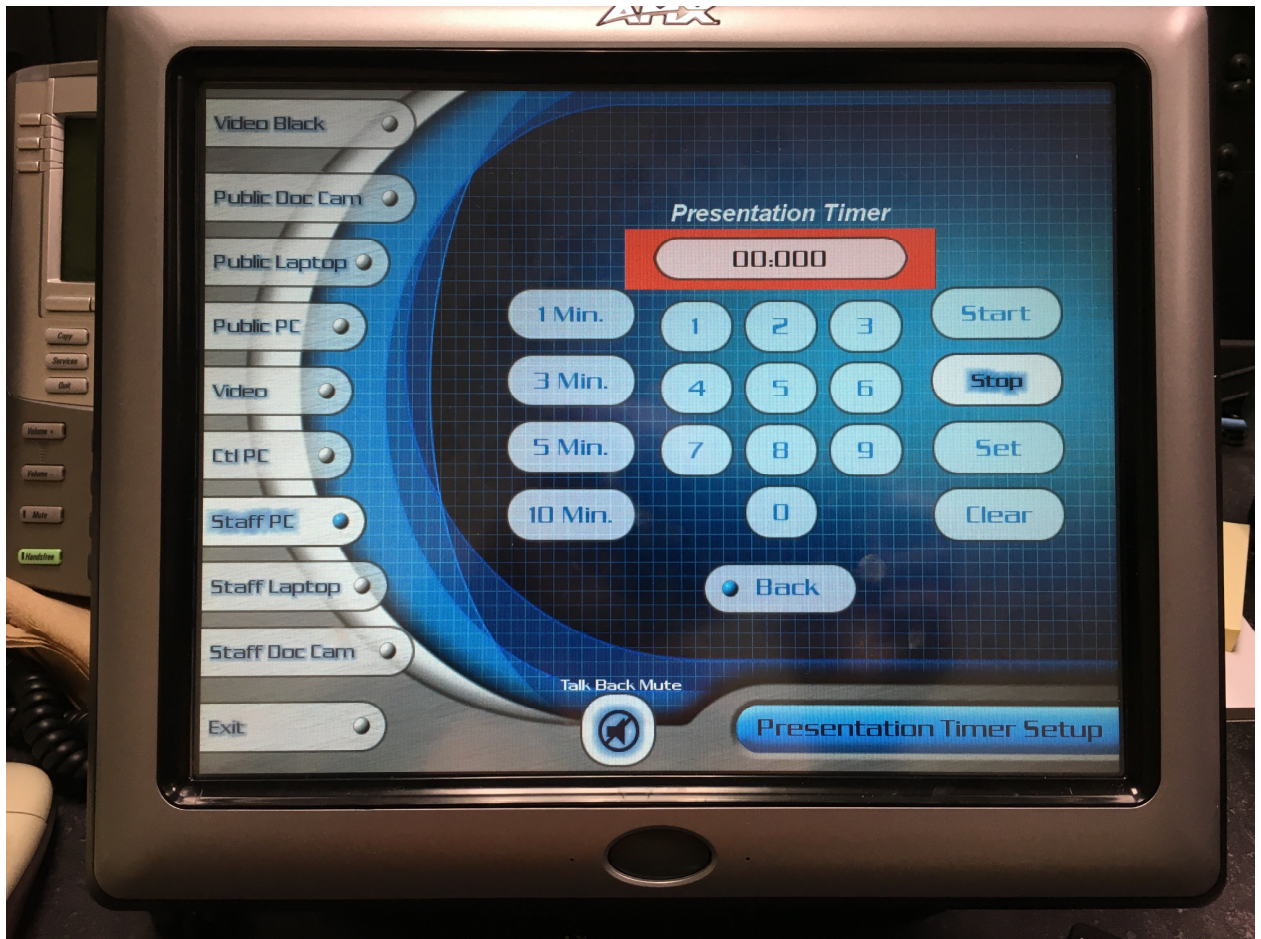 AMX
Video Black
Public Doc Cam
Public Laptop
Public PC
Video
Ctl PC
Staff PC
Staff Laptop
Staff Doc Cam
Exit
Presentation Timer
00:000
1 Min.
1
2
3
Start
3 Min.
4
5
6
Stop
5 Min.
7
8
9
Set
10 Min.
0
Clear
Back
Talk Back Mute
Presentation Timer Setup
Copy
Services
Quit
Volume +
Volume -
Mute
Handsfree